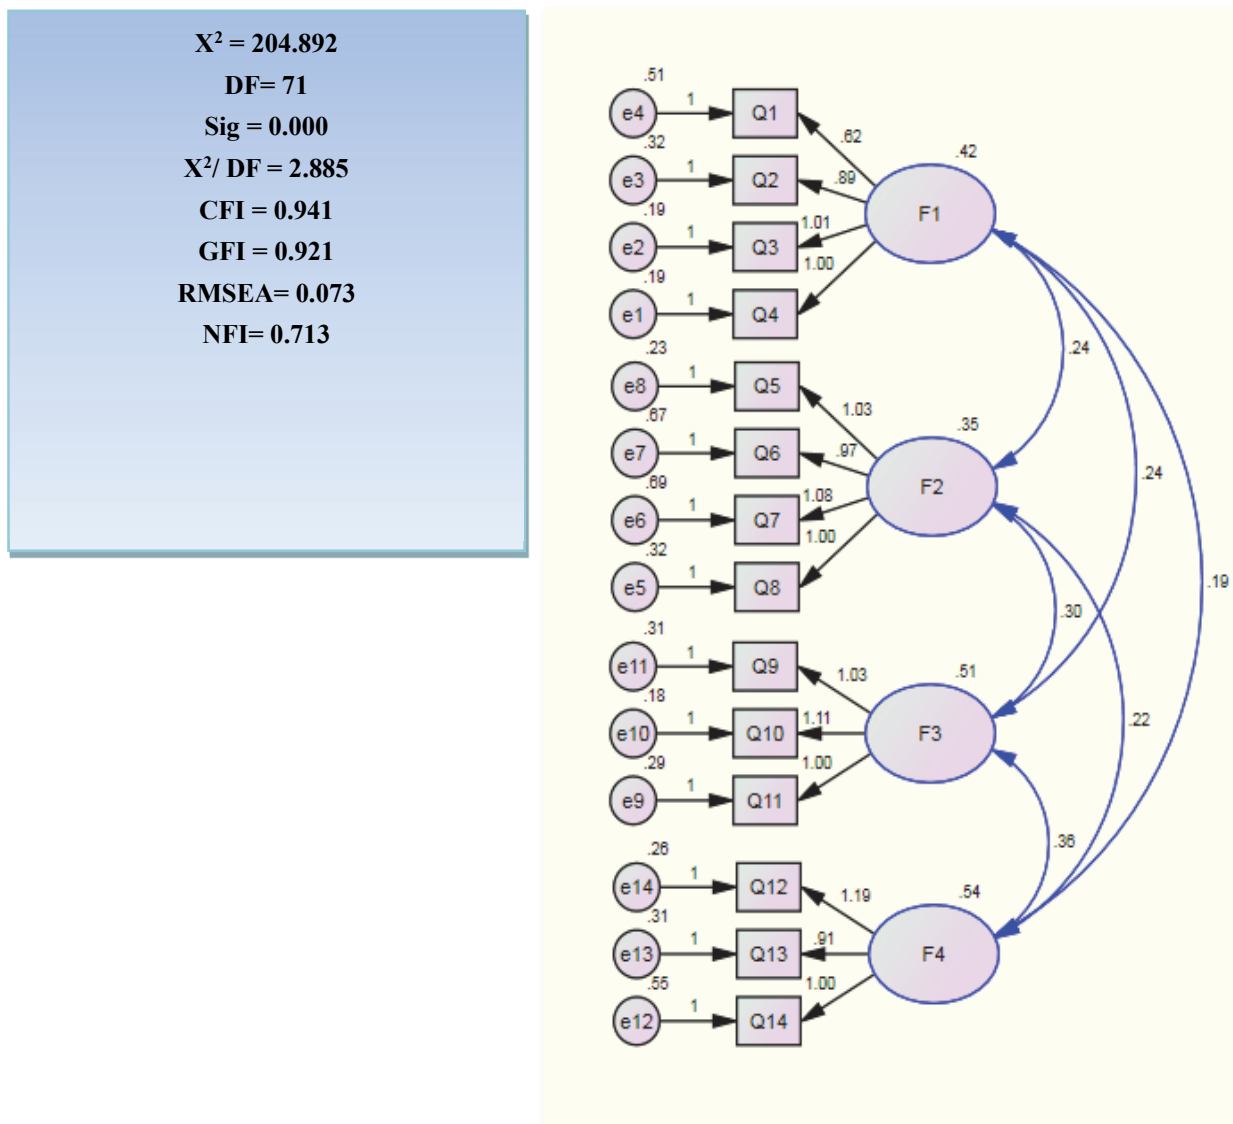 X² = 204.892
DF= 71
Sig = 0.000
X²/ DF = 2.885
CFI = 0.941
GFI = 0.921
RMSEA= 0.073
NFI= 0.713
.51
e4 1 Q1
.62
.32
e3 1 Q2
.89
.19
e2 1 Q3
1.01
.19
e1 1 Q4
1.00
.42
F1
.23
e8 1 Q5
1.03
.67
e7 1 Q6
.97
.69
e6 1 Q7
1.08
.32
e5 1 Q8
1.00
.35
F2
.31
e11 1 Q9
1.03
.18
e10 1 Q10
1.11
.29
e9 1 Q11
1.00
.51
F3
.26
e14 1 Q12
1.19
.31
e13 1 Q13
.91
.55
e12 1 Q14
1.00
.54
F4
.24
.24
.19
.30
.22
.36